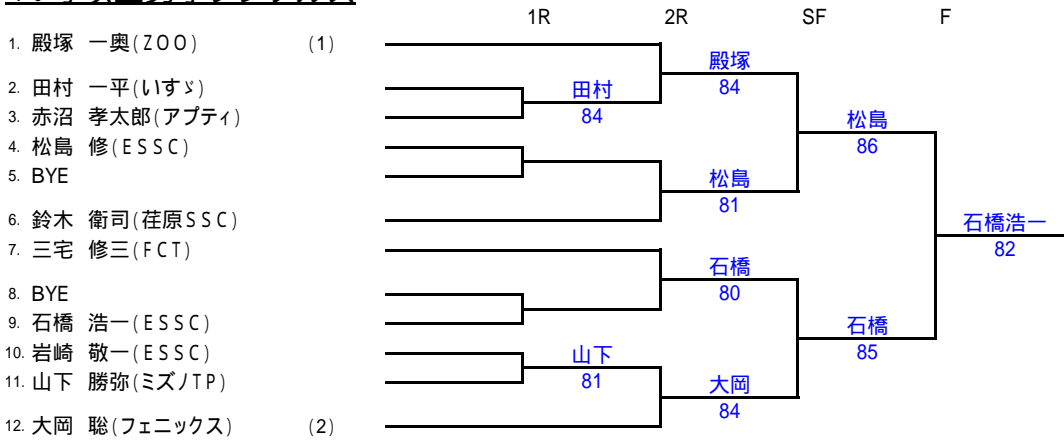 1R 2R SF F
1. 殿塚 一奥(ZOO) (1)
2. 田村 一平(いすゞ)
3. 赤沼 孝太郎(アプティ)
4. 松島 修(ESSC)
5. BYE
6. 鈴木 衛司(荏原SSC)
7. 三宅 修三(FCT)
8. BYE
9. 石橋 浩一(ESSC)
10. 岩崎 敬一(ESSC)
11. 山下 勝弥(ミズノTP)
12. 大岡 聡(フェニックス) (2)
田村
84
山下
81
殿塚
84
松島
81
石橋
80
大岡
84
松島
86
石橋
85
石橋浩一
82